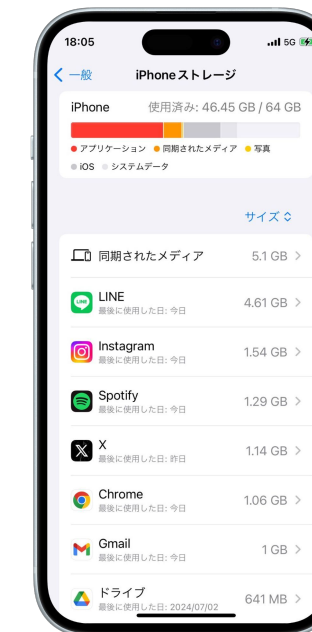 18:05 5G
一般 iPhoneストレージ
iPhone 使用済み: 46.45 GB / 64 GB
アプリケーション 同期されたメディア 写真
iOS システムデータ
サイズ
同期されたメディア 5.1 GB
LINE
最後に使用した日: 今日 4.61 GB
Instagram
最後に使用した日: 今日 1.54 GB
Spotify
最後に使用した日: 今日 1.29 GB
X
最後に使用した日: 昨日 1.14 GB
Chrome
最後に使用した日: 今日 1.06 GB
Gmail
最後に使用した日: 今日 1 GB
ドライブ
最後に使用した日: 2024/07/02 641 MB